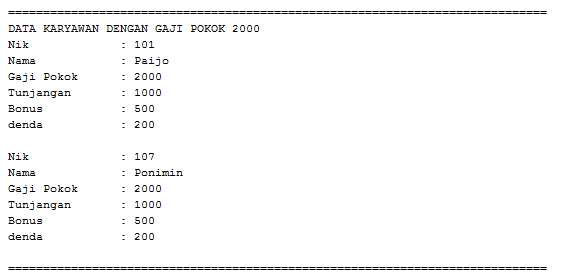 =============================================================================
DATA KARYAWAN DENGAN GAJI POKOK 2000
Nik : 101
Nama : Paijo
Gaji Pokok : 2000
Tunjangan : 1000
Bonus : 500
denda : 200
Nik : 107
Nama : Ponimin
Gaji Pokok : 2000
Tunjangan : 1000
Bonus : 500
denda : 200
=============================================================================